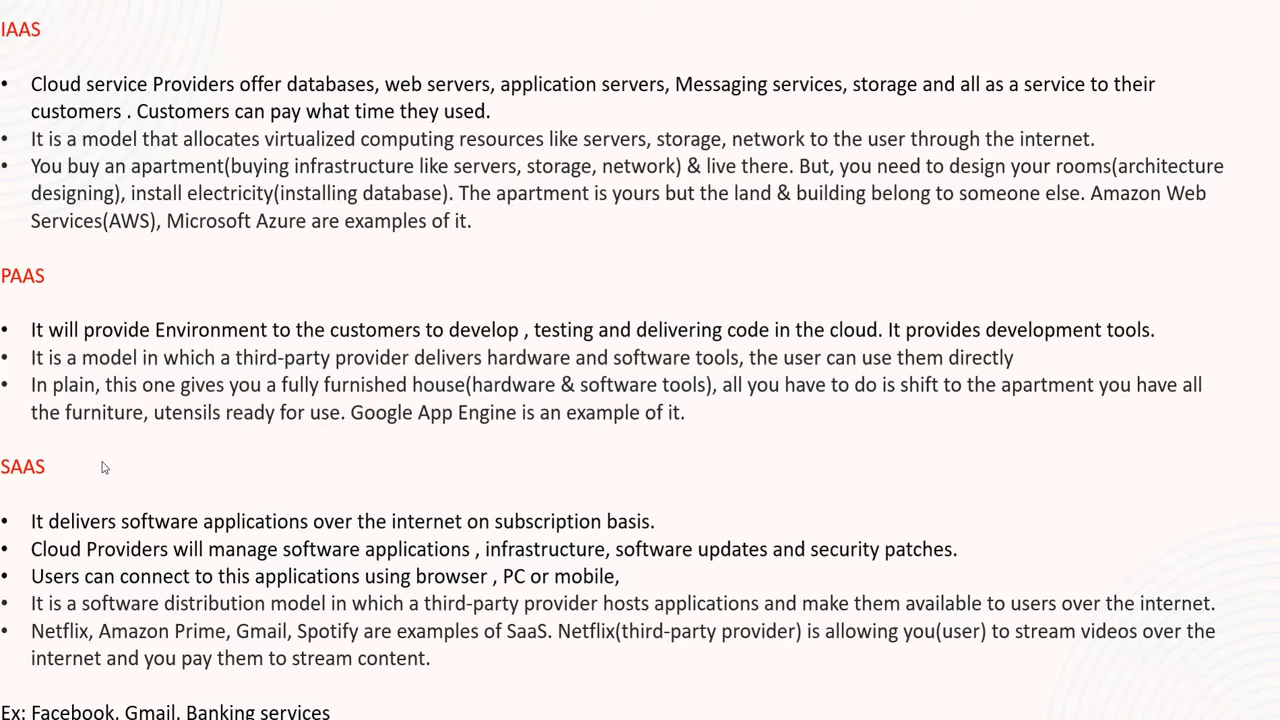 IAAS
• Cloud service Providers offer databases, web servers, application servers, Messaging services, storage and all as a service to their
customers . Customers can pay what time they used.
• It is a model that allocates virtualized computing resources like servers, storage, network to the user through the internet.
• You buy an apartment(buying infrastructure like servers, storage, network) & live there. But, you need to design your rooms(architecture
designing), install electricity(installing database). The apartment is yours but the land & building belong to someone else. Amazon Web
Services(AWS), Microsoft Azure are examples of it.
PAAS
• It will provide Environment to the customers to develop , testing and delivering code in the cloud. It provides development tools.
• It is a model in which a third-party provider delivers hardware and software tools, the user can use them directly
• In plain, this one gives you a fully furnished house(hardware & software tools), all you have to do is shift to the apartment you have all
the furniture, utensils ready for use. Google App Engine is an example of it.
SAAS
• It delivers software applications over the internet on subscription basis.
• Cloud Providers will manage software applications , infrastructure, software updates and security patches.
• Users can connect to this applications using browser , PC or mobile,
• It is a software distribution model in which a third-party provider hosts applications and make them available to users over the internet.
• Netflix, Amazon Prime, Gmail, Spotify are examples of SaaS. Netflix(third-party provider) is allowing you(user) to stream videos over the
internet and you pay them to stream content.
Ex: Facebook, Gmail, Banking services